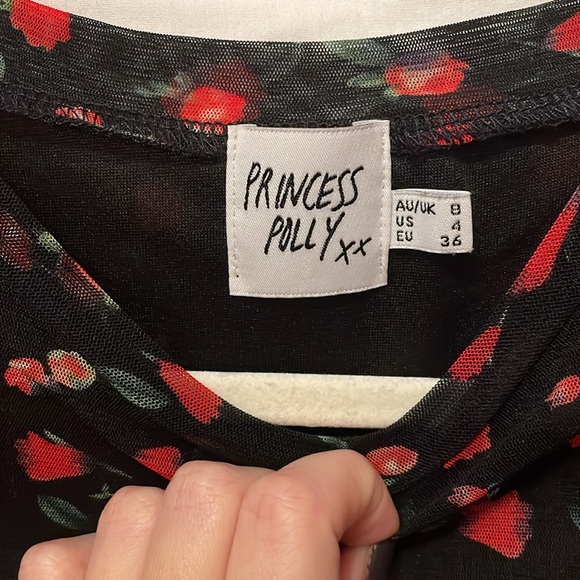 PRINCESS
POLLY xx
AU/UK 8
US 4
EU 36